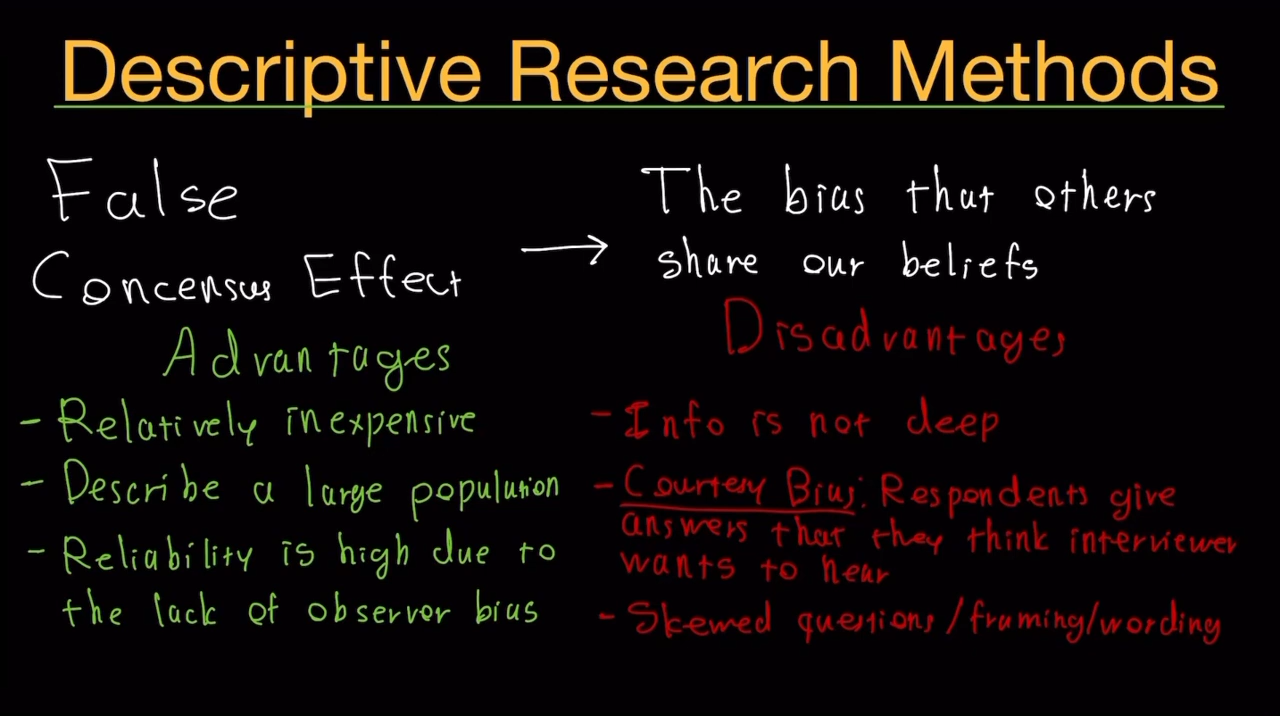 Descriptive Research Methods
False
Concensus Effect
→
The bias that others
share our beliefs
Advantages
- Relatively inexpensive
- Describe a large population
- Reliability is high due to
the lack of observer bias
Disadvantages
- Info is not deep
- Courtesy Bias: Respondents give
answers that they think interviewer
wants to hear
- Skewed questions/framing/wording